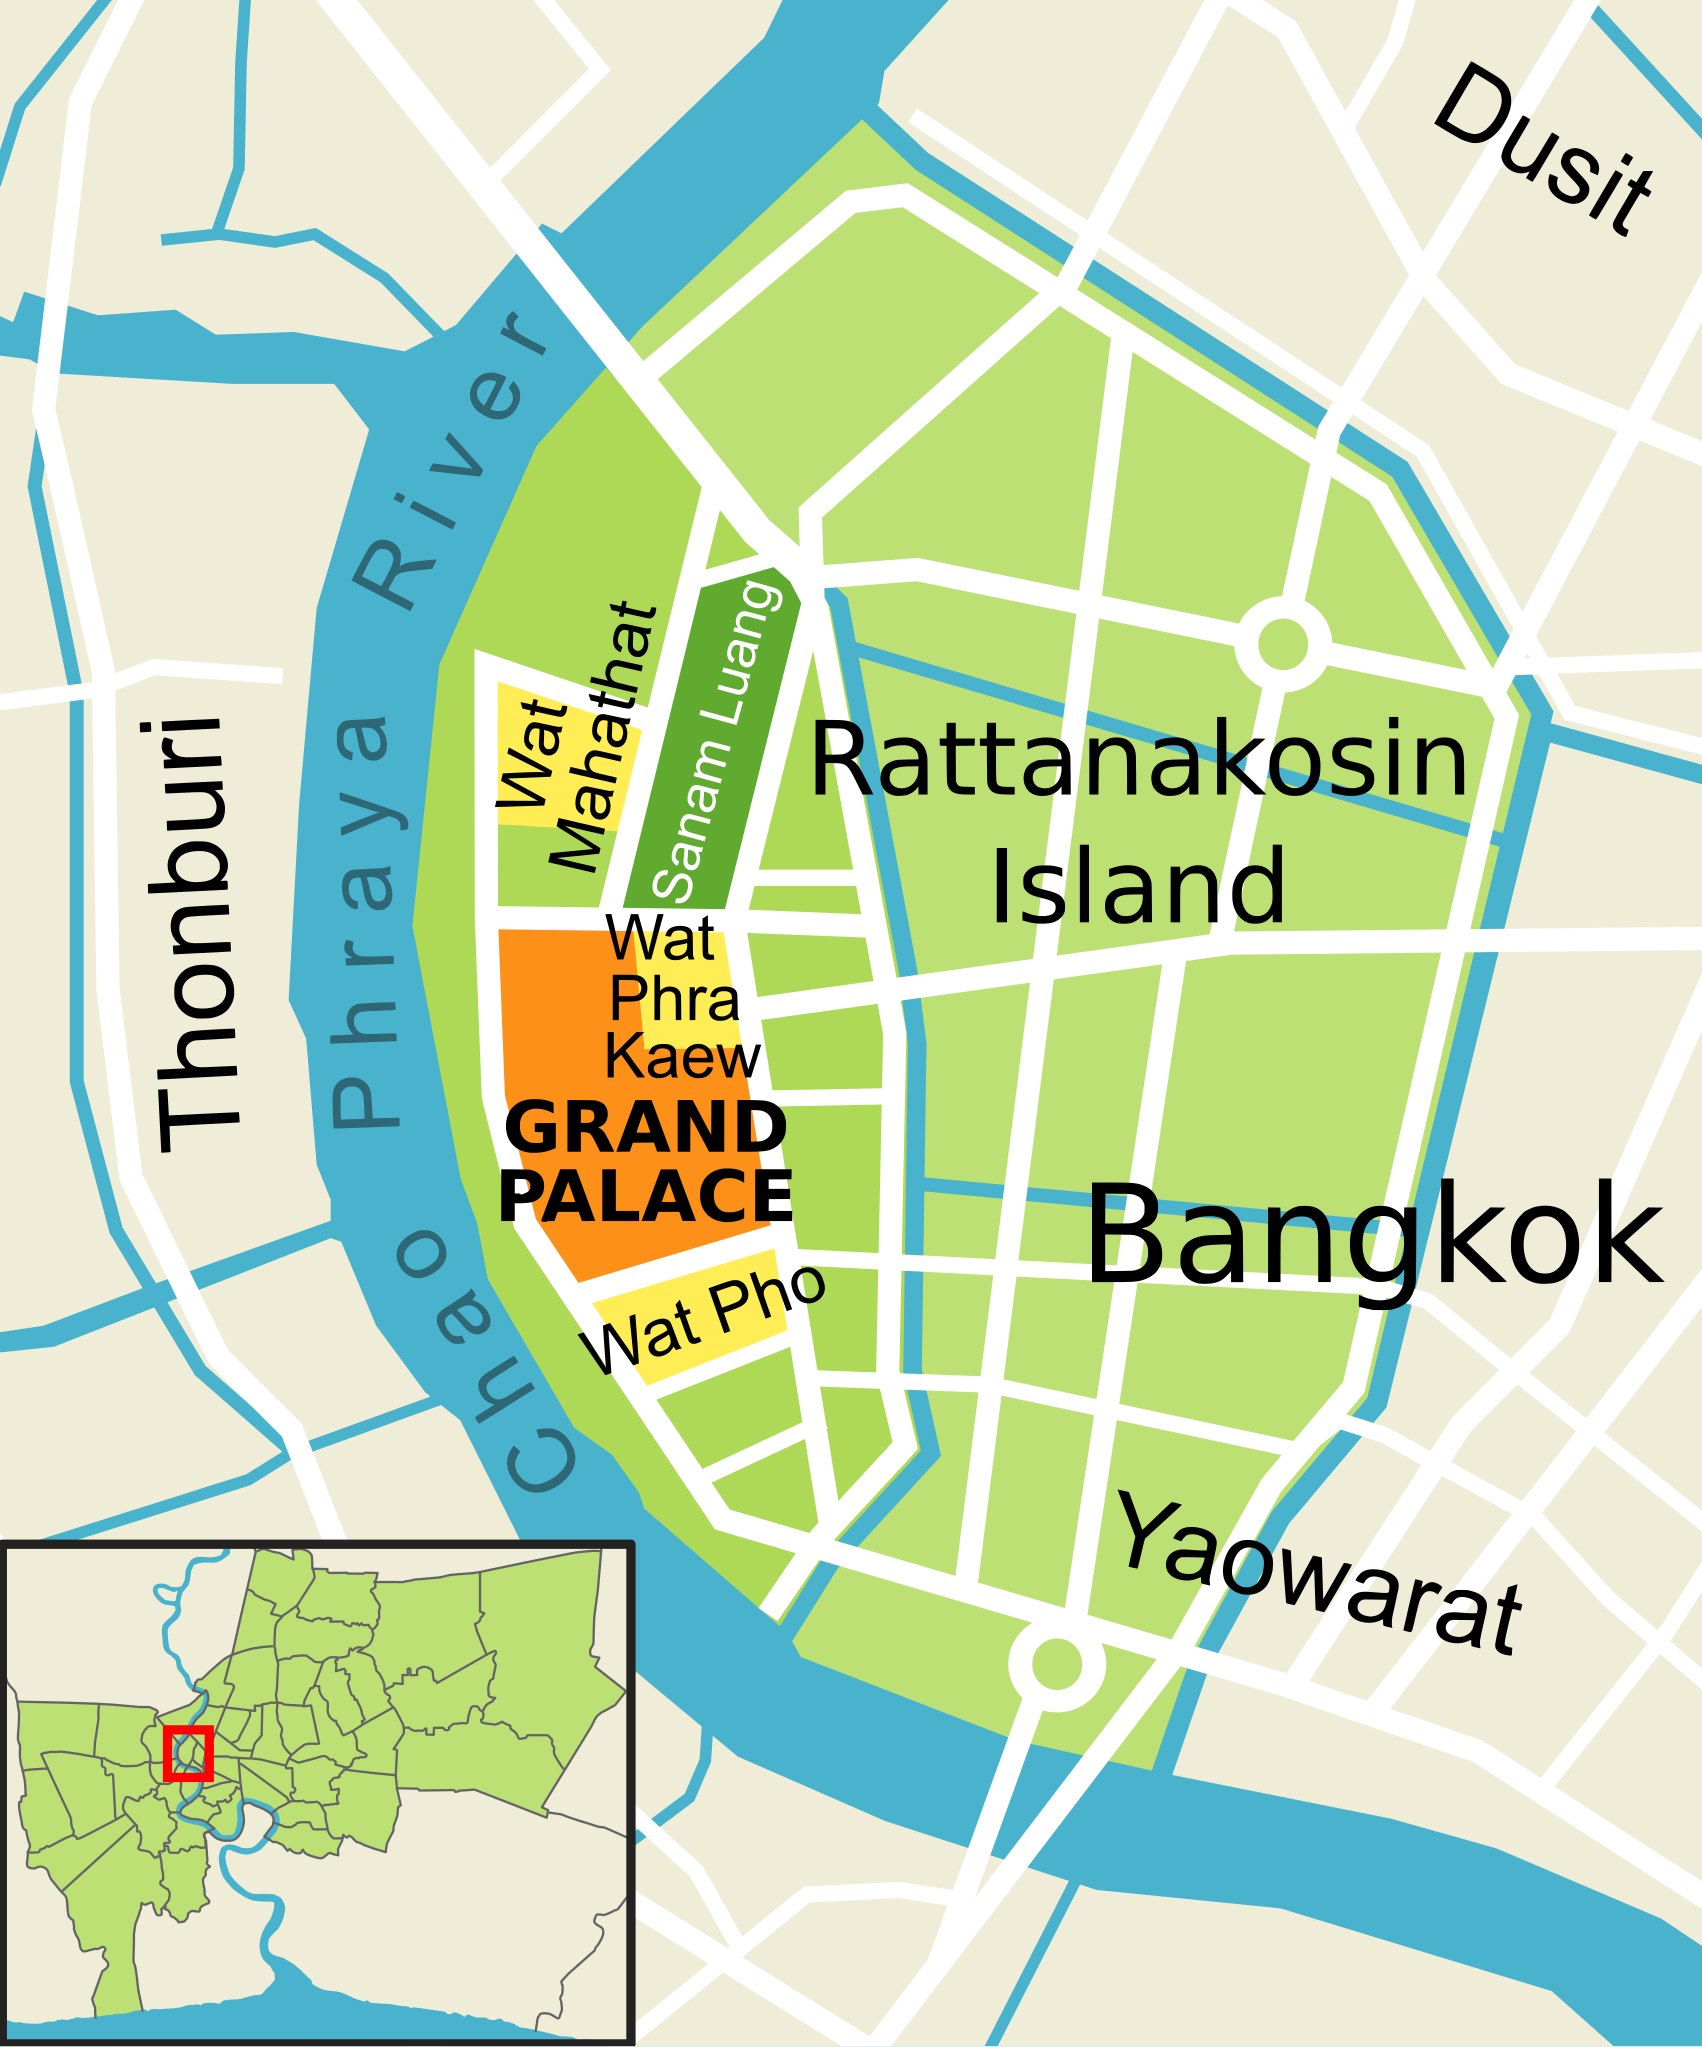 Dusit
Chao Phraya River
Thonburi
Wat
Mahathat
Sanam Luang
Rattanakosin
Island
Wat
Phra
Kaew
GRAND
PALACE
Wat Pho
Bangkok
Yaowarat